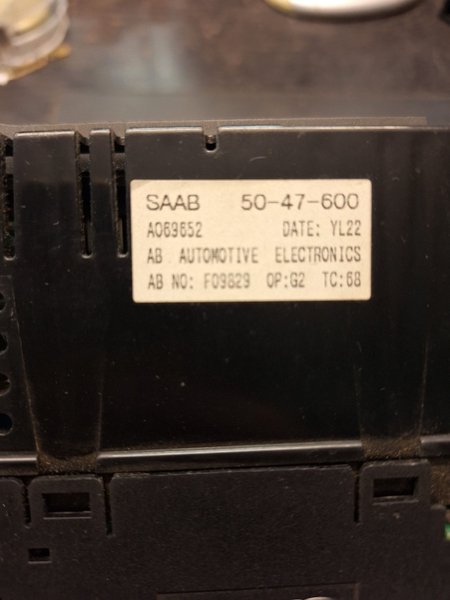 SAAB 50-47-600
A069652 DATE: YL22
AB AUTOMOTIVE ELECTRONICS
AB NO: F09829 OP:G2 TC:68